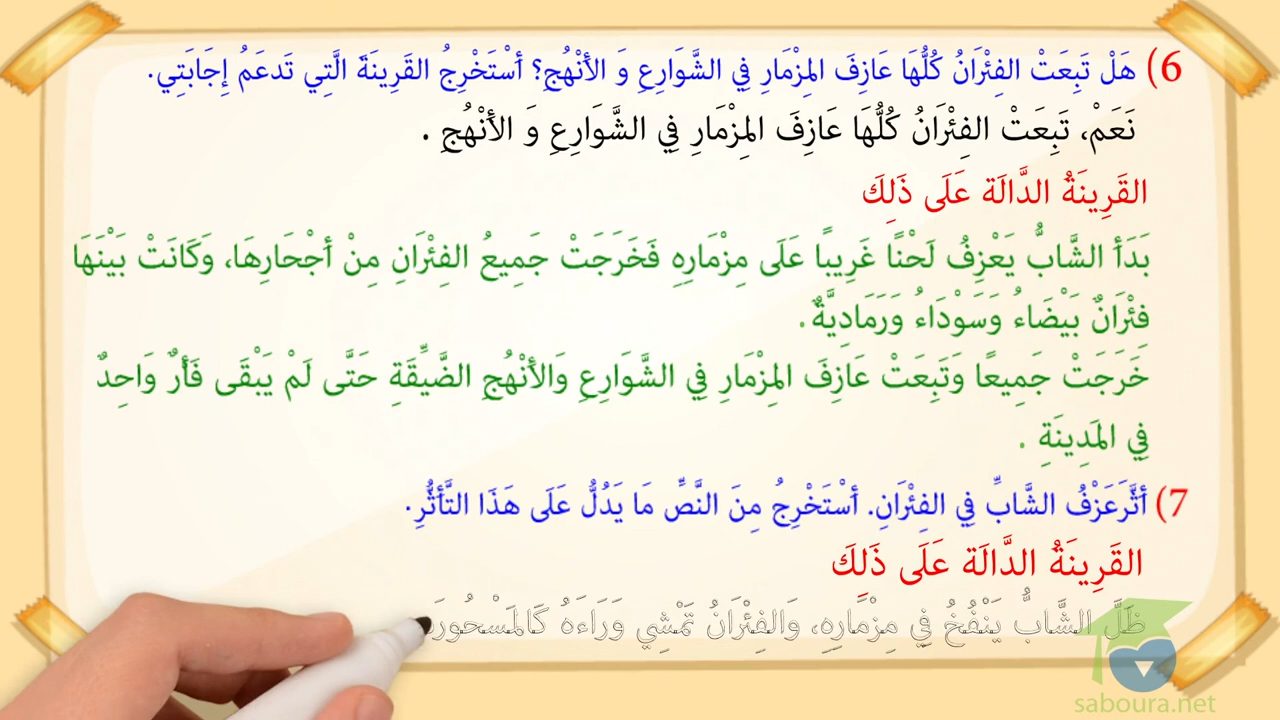 6) هَلْ تَبِعَتْ الفِئْرَانُ كُلُّهَا عَازِفَ المِزْمَارِ فِي الشَّوَارِعِ وَ الأَنْهُجِ؟ أَسْتَخْرِجُ القَرِينَةَ الَّتِي تَدعَمُ إِجَابَتِي.
نَعَمْ، تَبِعَتْ الفِئْرَانُ كُلُّهَا عَازِفَ المِزْمَارِ فِي الشَّوَارِعِ وَ الأَنْهُجِ .
القَرِينَةُ الدَّالَة عَلَى ذَلِكَ
بَدَأَ الشَّابُّ يَعْزِفُ لَحْنًا غَرِيبًا عَلَى مِزْمَارِهِ فَخَرَجَتْ جَمِيعُ الفِئْرَانِ مِنْ أَجْحَارِهَا، وَكَانَتْ بَيْنَهَا
فِئْرَانٌ بَيْضَاءُ وَسَوْدَاءُ وَرَمَادِيَّةٌ.
خَرَجَتْ جَمِيعًا وَتَبِعَتْ عَازِفَ المِزْمَارِ فِي الشَّوَارِعِ وَالأَنْهُجِ الضَّيِّقَةِ حَتَّى لَمْ يَبْقَى فَأْرٌ وَاحِدٌ
فِي المَدِينَةِ .
7) أثَّرَعَزْفُ الشَّابِّ فِي الفِئْرَانِ. أَسْتَخْرِجُ مِنَ النَّصِّ مَا يَدُلُّ عَلَى هَذَا التَّأَثُّرِ.
القَرِينَةُ الدَّالَة عَلَى ذَلِكَ
ظَلَّ الشَّابُّ يَنْفُخُ فِي مِزْمَارِهِ، وَالفِئْرَانُ تَمْشِي وَرَاءَهُ
saboura.net